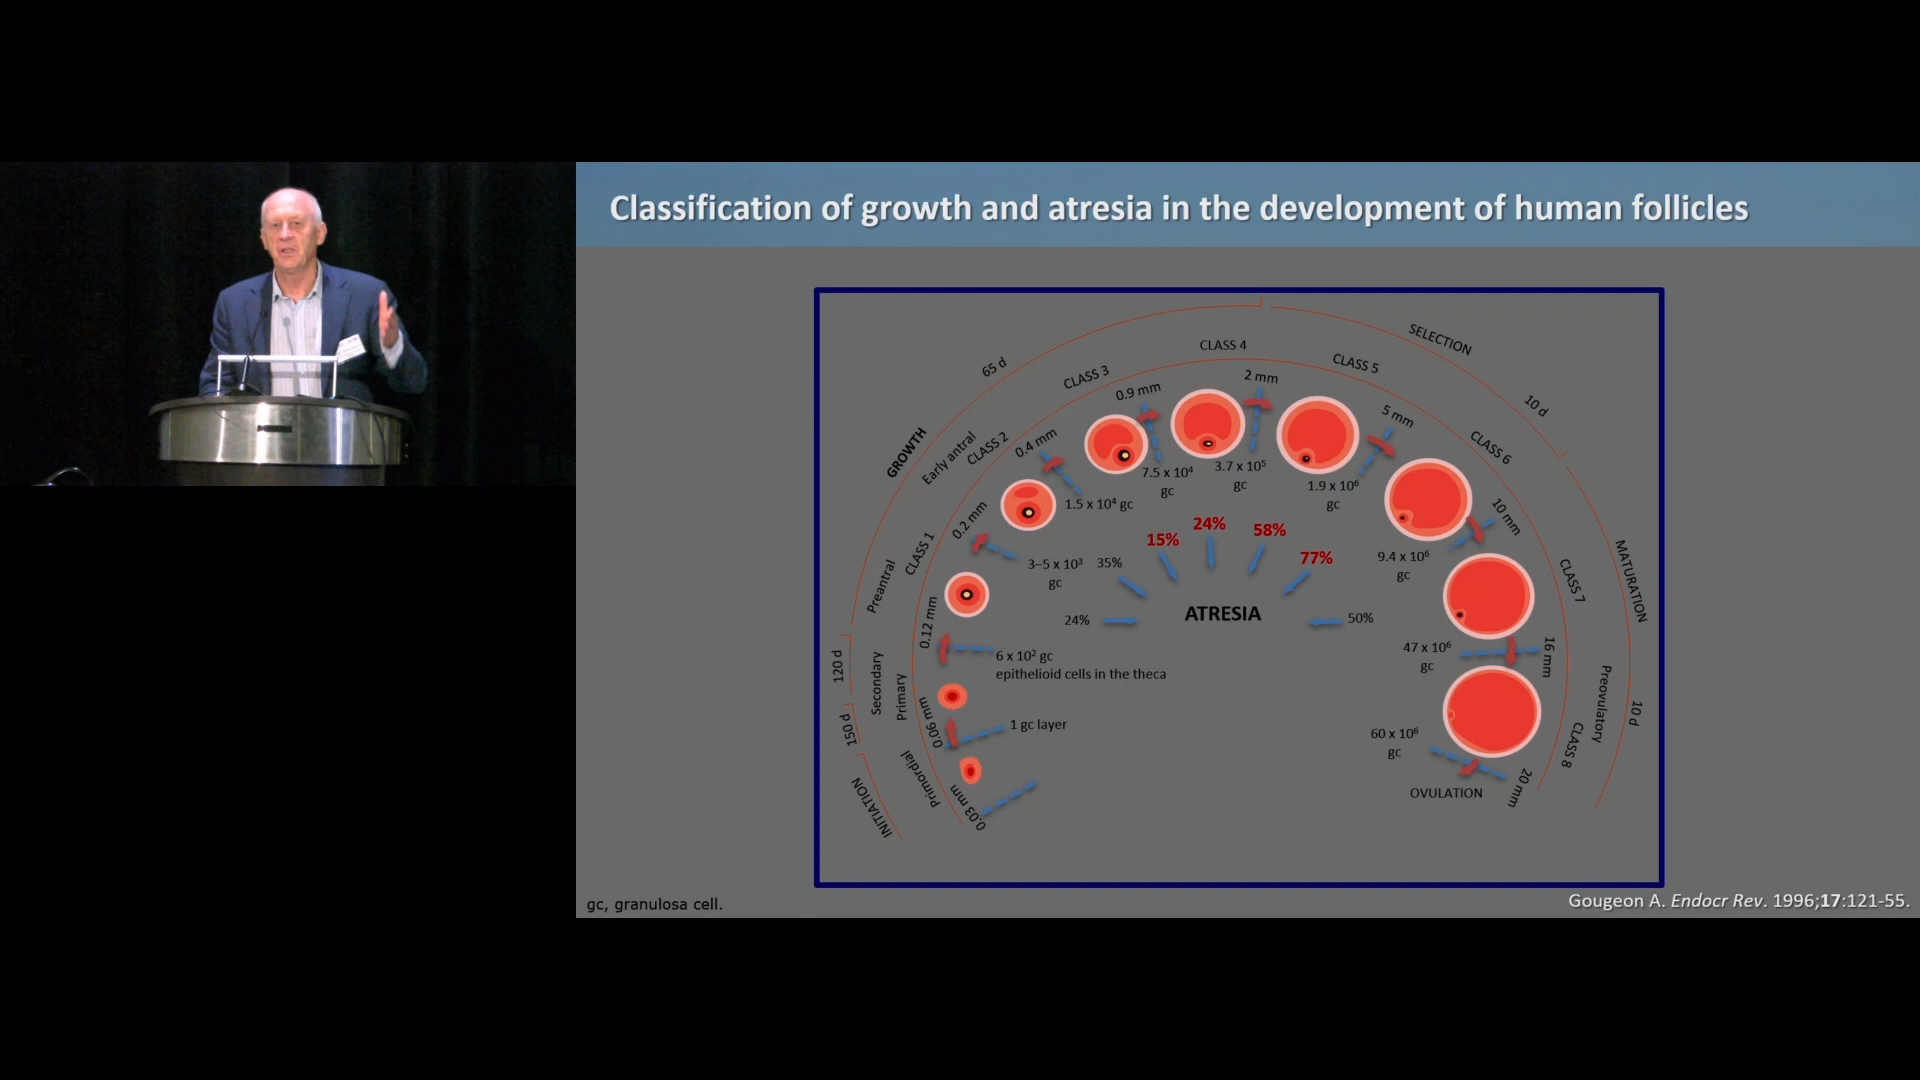 Classification of growth and atresia in the development of human follicles
SELECTION
CLASS 4
CLASS 5
65 d
CLASS 3
2 mm
0.9 mm
10 d
5 mm
GROWTH
Early antral
CLASS 2
0.4 mm
CLASS 6
7.5 x 10⁴
gc
3.7 x 10⁵
gc
1.9 x 10⁶
gc
1.5 x 10⁴ gc
0.2 mm
10 mm
15%
24%
58%
77%
CLASS 1
3–5 x 10³
gc
35%
9.4 x 10⁶
gc
MATURATION
CLASS 7
Preantral
0.12 mm
24%
ATRESIA
50%
120 d
Secondary
6 x 10² gc
epithelioid cells in the theca
47 x 10⁶
gc
16 mm
Primary
0.06 mm
150 d
1 gc layer
60 x 10⁶
gc
Preovulatory
10 d
CLASS 8
Primordial
INITIATION
0.03 mm
OVULATION
20 mm
gc, granulosa cell.
Gougeon A. Endocr Rev. 1996;17:121-55.